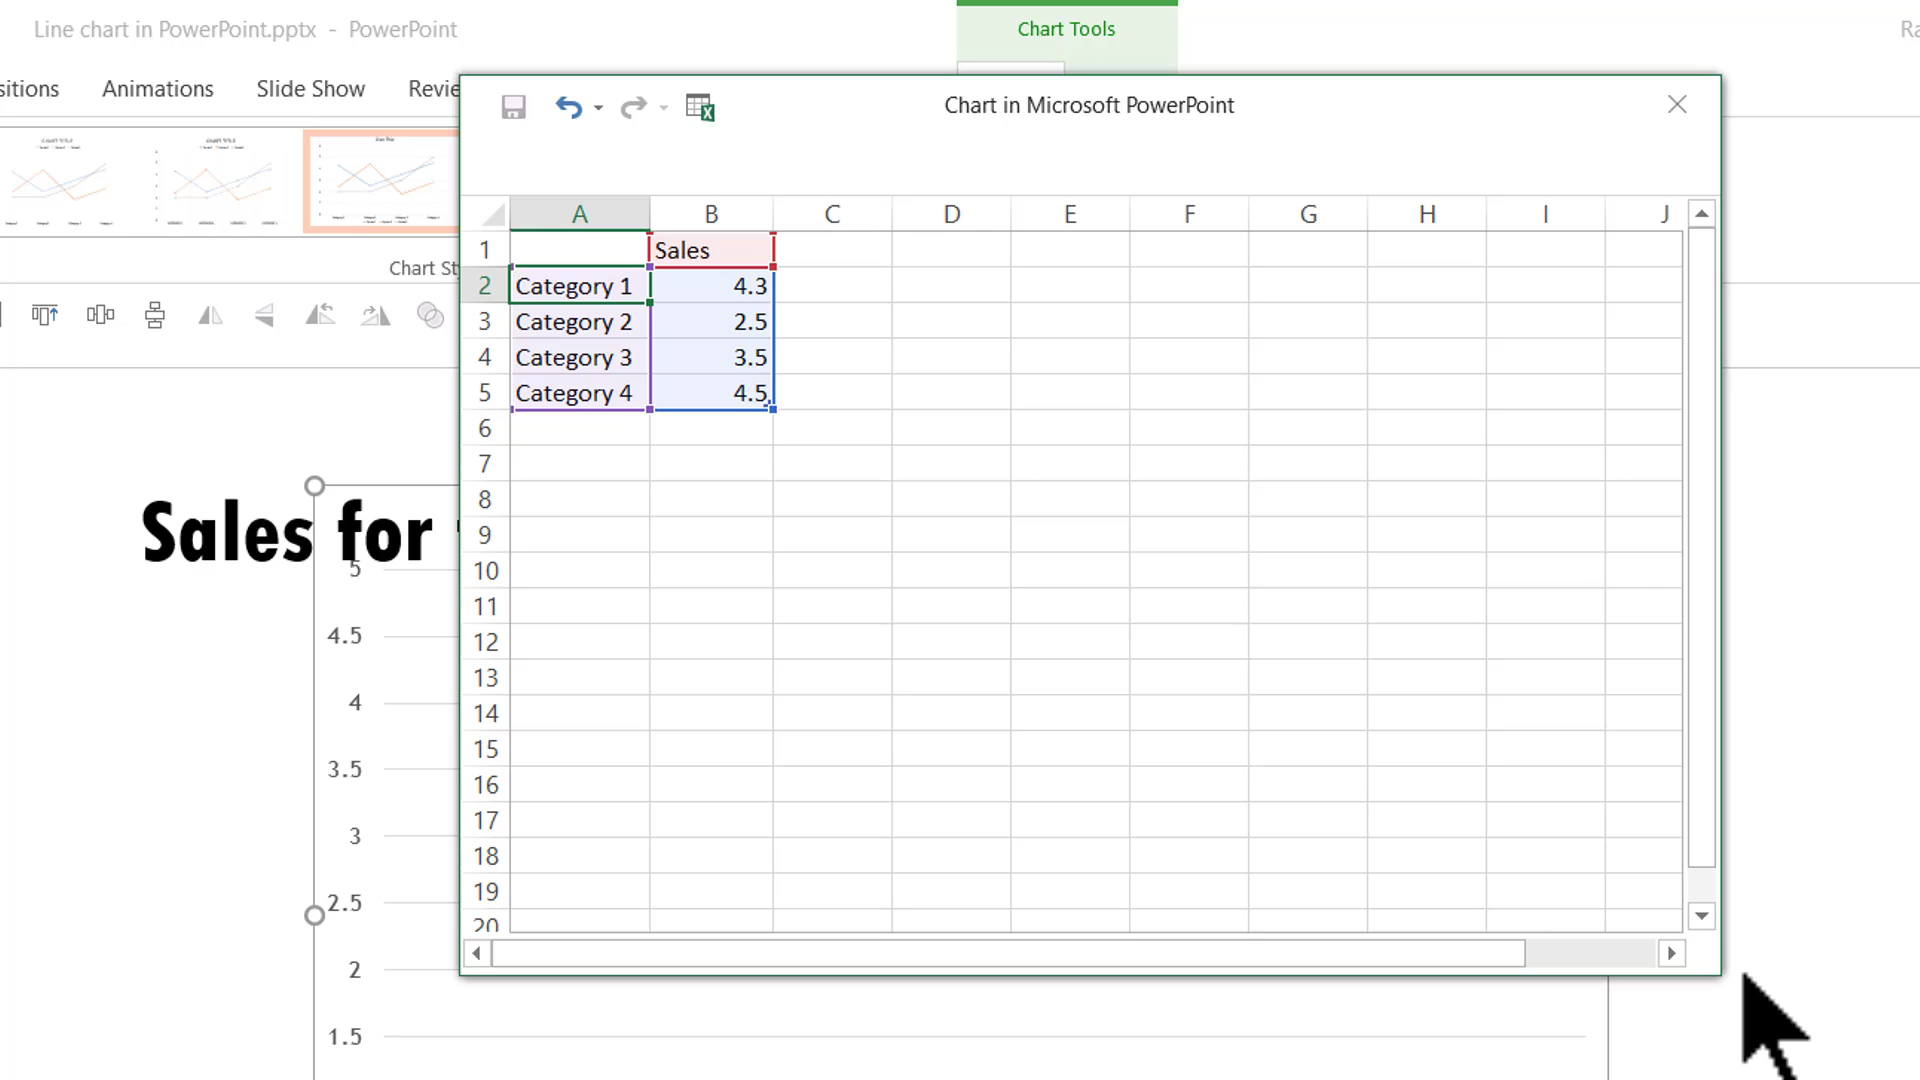 Line chart in PowerPoint.pptx - PowerPoint
Chart Tools
Ra
sitions Animations Slide Show Revie
Chart in Microsoft PowerPoint
Chart St
A B C D E F G H I J
1 Sales
2 Category 1 4.3
3 Category 2 2.5
4 Category 3 3.5
5 Category 4 4.5
6
7
8
9
10
11
12
13
14
15
16
17
18
19
20
Sales for
5
4.5
4
3.5
3
2.5
2
1.5